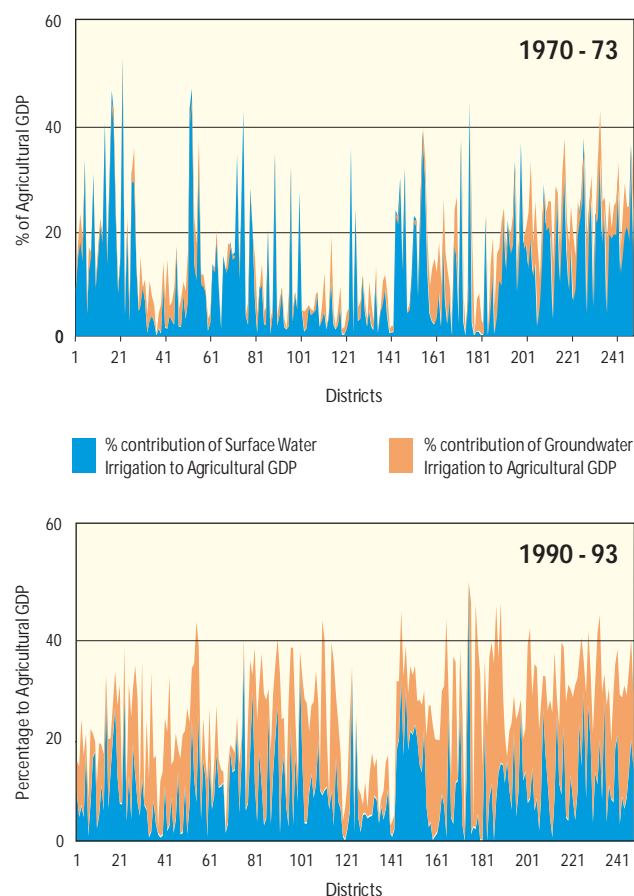 60
1970 - 73
40
20
0
% of Agricultural GDP
1 21 41 61 81 101 121 141 161 181 201 221 241
Districts
% contribution of Surface Water
Irrigation to Agricultural GDP
% contribution of Groundwater
Irrigation to Agricultural GDP
60
1990 - 93
40
20
0
Percentage to Agricultural GDP
1 21 41 61 81 101 121 141 161 181 201 221 241
Districts